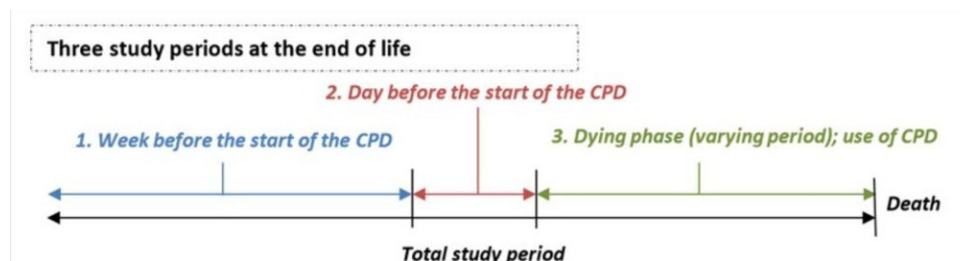 Three study periods at the end of life
2. Day before the start of the CPD
1. Week before the start of the CPD
3. Dying phase (varying period); use of CPD
Death
Total study period